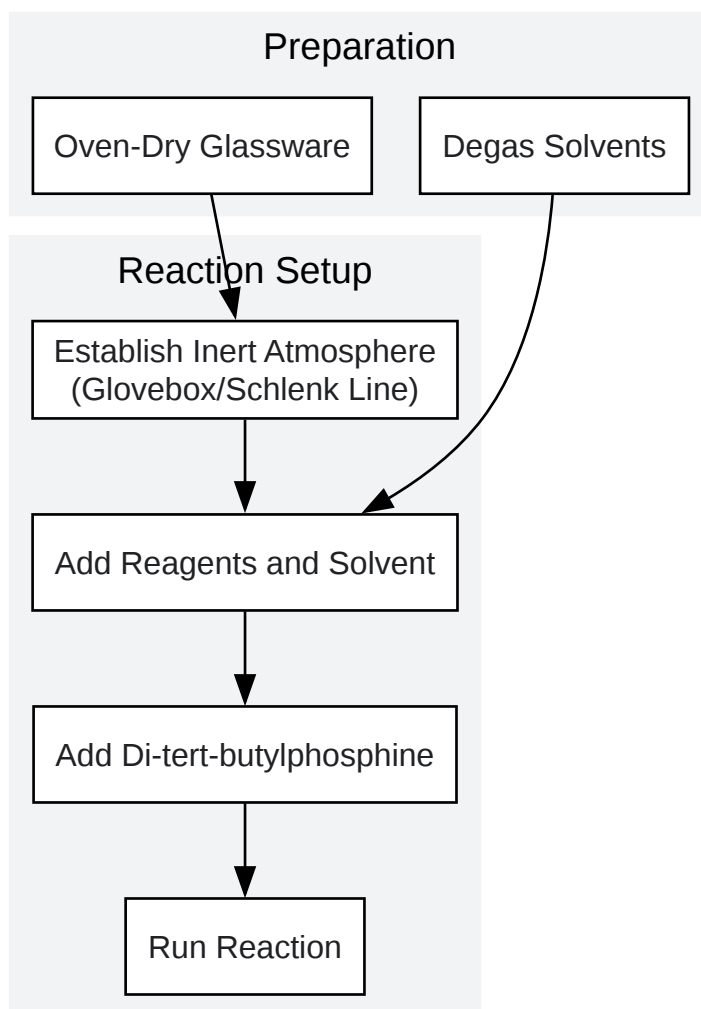 Preparation
Oven-Dry Glassware
Degas Solvents
Reaction Setup
Establish Inert Atmosphere
(Glovebox/Schlenk Line)
Add Reagents and Solvent
Add Di-tert-butylphosphine
Run Reaction